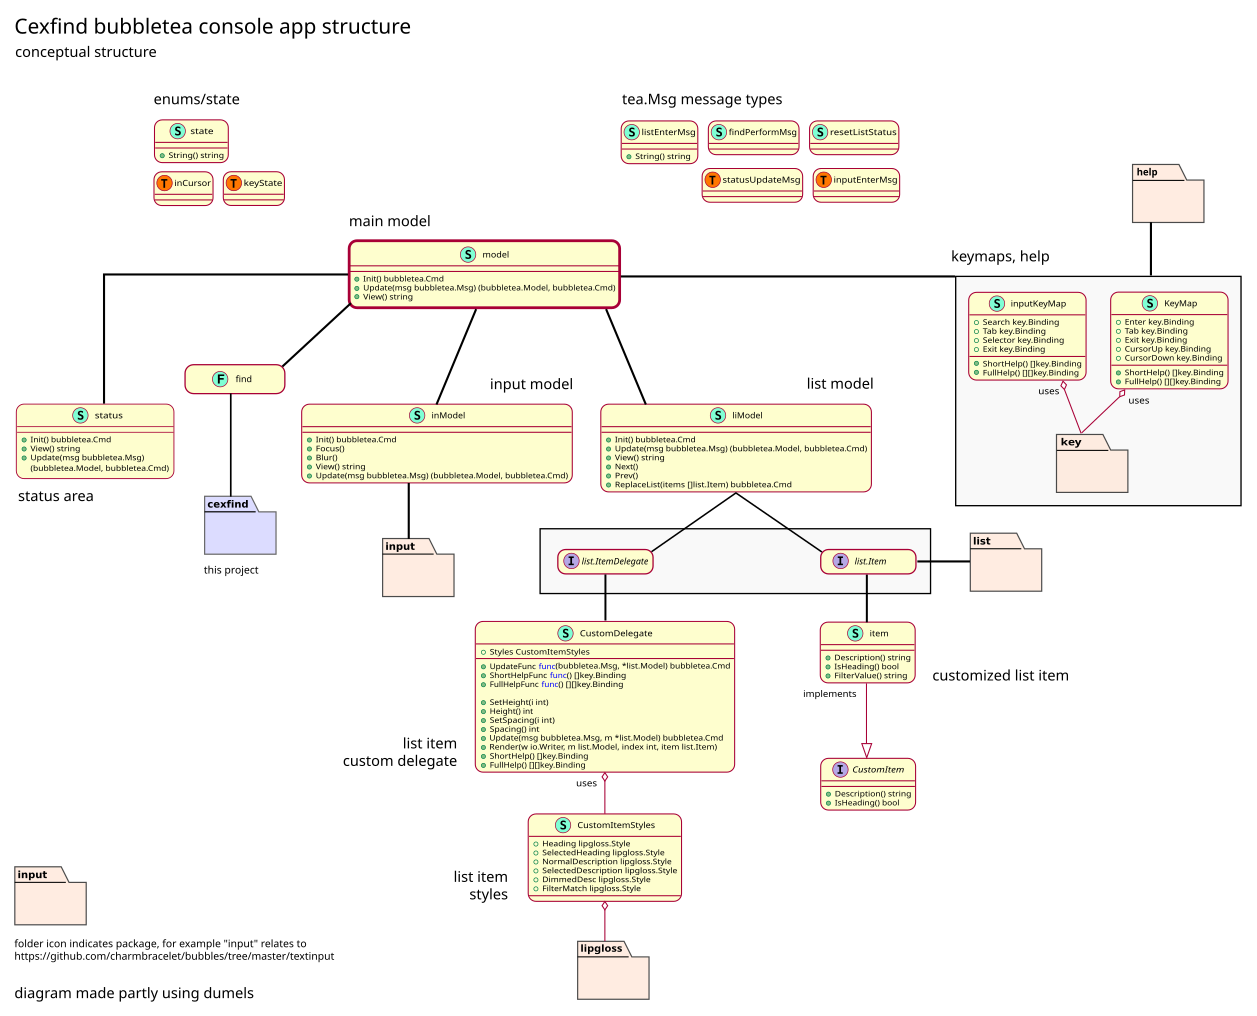 Cexfind bubbletea console app structure
conceptual structure
enums/state
S state
String() string
T inCursor
T keyState
tea.Msg message types
S listEnterMsg
String() string
S findPerformMsg
S resetListStatus
T statusUpdateMsg
T inputEnterMsg
help
main model
S model
Init() bubbletea.Cmd
Update(msg bubbletea.Msg) (bubbletea.Model, bubbletea.Cmd)
View() string
keymaps, help
S inputKeyMap
Search key.Binding
Tab key.Binding
Selector key.Binding
Exit key.Binding
ShortHelp() []key.Binding
FullHelp() [][]key.Binding
S KeyMap
Enter key.Binding
Tab key.Binding
Exit key.Binding
CursorUp key.Binding
CursorDown key.Binding
ShortHelp() []key.Binding
FullHelp() [][]key.Binding
uses
uses
key
F find
input model
list model
S status
Init() bubbletea.Cmd
View() string
Update(msg bubbletea.Msg)
(bubbletea.Model, bubbletea.Cmd)
status area
S inModel
Init() bubbletea.Cmd
Focus()
Blur()
View() string
Update(msg bubbletea.Msg) (bubbletea.Model, bubbletea.Cmd)
S liModel
Init() bubbletea.Cmd
Update(msg bubbletea.Msg) (bubbletea.Model, bubbletea.Cmd)
View() string
Next()
Prev()
ReplaceList(items []list.Item) bubbletea.Cmd
cexfind
this project
input
I list.ItemDelegate
I list.Item
list
S CustomDelegate
Styles CustomItemStyles
UpdateFunc func(bubbletea.Msg, *list.Model) bubbletea.Cmd
ShortHelpFunc func() []key.Binding
FullHelpFunc func() [][]key.Binding
SetHeight(i int)
Height() int
SetSpacing(i int)
Spacing() int
Update(msg bubbletea.Msg, m *list.Model) bubbletea.Cmd
Render(w io.Writer, m list.Model, index int, item list.Item)
ShortHelp() []key.Binding
FullHelp() [][]key.Binding
list item
custom delegate
uses
S item
Description() string
IsHeading() bool
FilterValue() string
customized list item
implements
I CustomItem
Description() string
IsHeading() bool
S CustomItemStyles
Heading lipgloss.Style
SelectedHeading lipgloss.Style
NormalDescription lipgloss.Style
SelectedDescription lipgloss.Style
DimmedDesc lipgloss.Style
FilterMatch lipgloss.Style
list item
styles
lipgloss
input
folder icon indicates package, for example "input" relates to
https://github.com/charmbracelet/bubbles/tree/master/textinput
diagram made partly using dumels